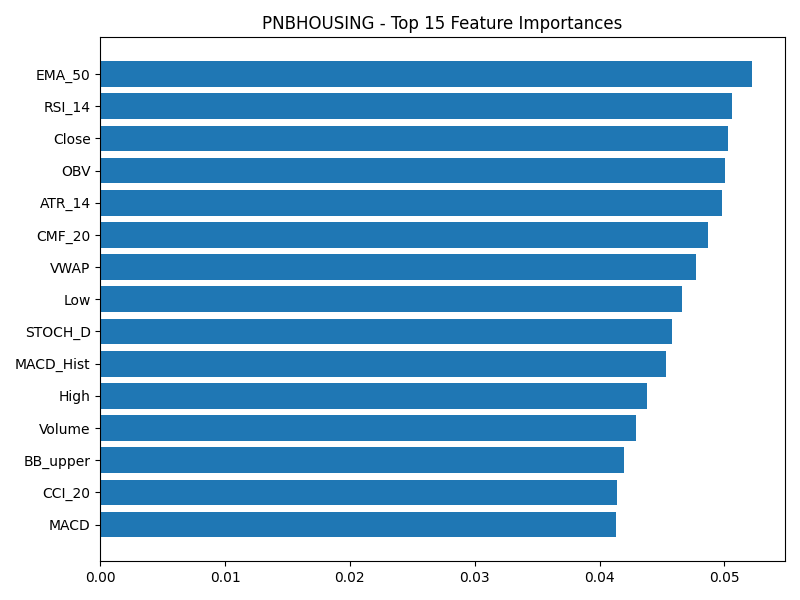 PNBHOUSING - Top 15 Feature Importances
EMA_50
RSI_14
Close
OBV
ATR_14
CMF_20
VWAP
Low
STOCH_D
MACD_Hist
High
Volume
BB_upper
CCI_20
MACD
0.00 0.01 0.02 0.03 0.04 0.05